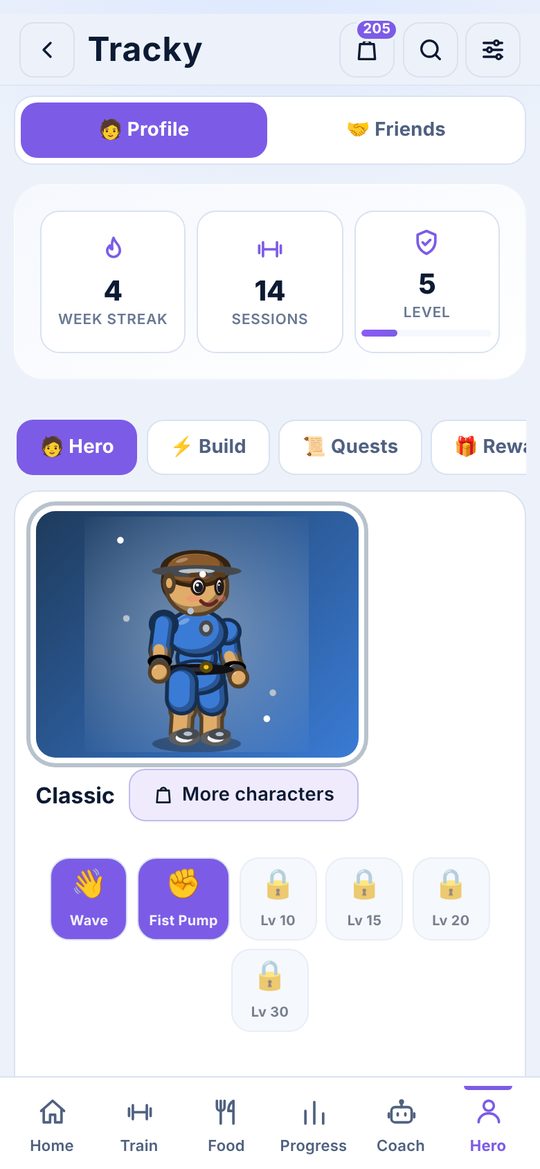 Tracky
205
Profile
Friends
4
WEEK STREAK
14
SESSIONS
5
LEVEL
Hero
Build
Quests
More characters
Classic
Wave
Fist Pump
Lv 10
Lv 15
Lv 20
Lv 30
Home
Train
Food
Progress
Coach
Hero